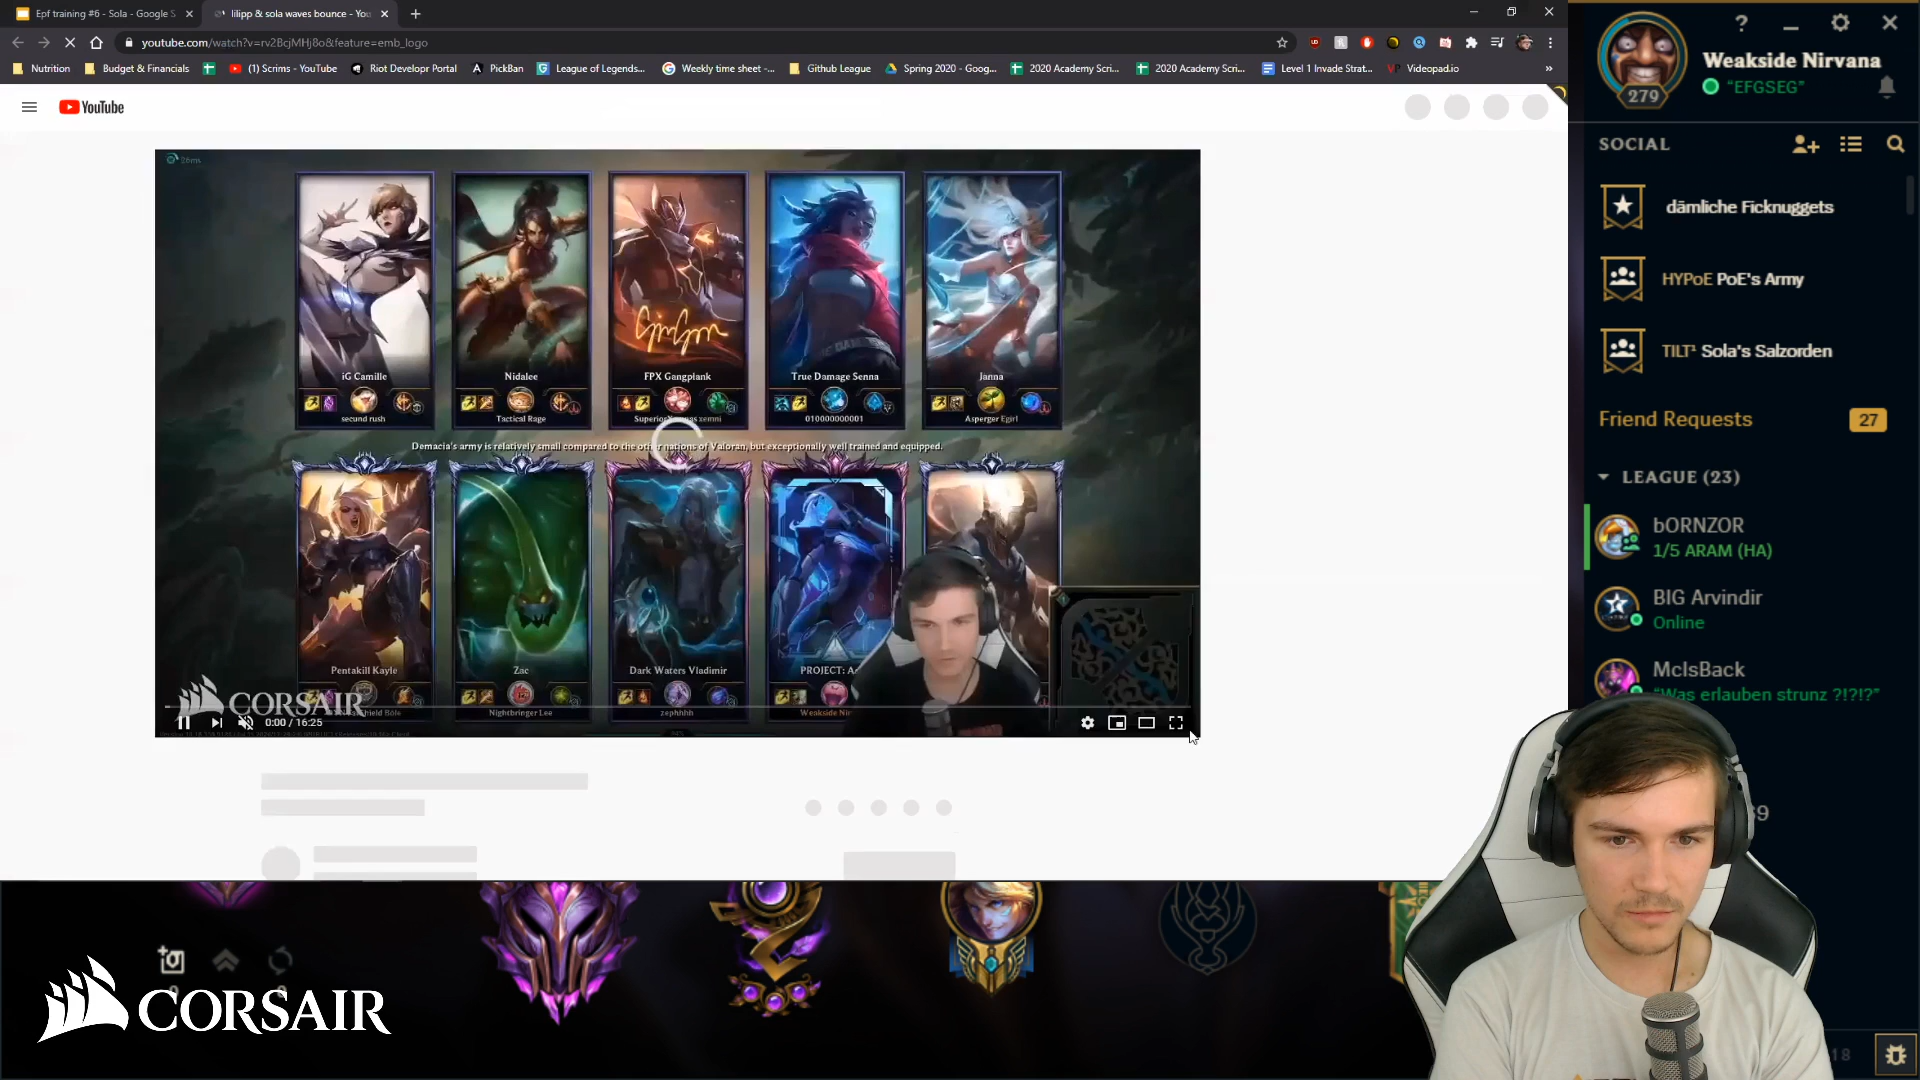 Epf training #6 - Sola - Google S
lilipp & sola waves bounce - You
youtube.com/watch?v=rv2BcjMHj8o&feature=emb_logo
Nutrition
Budget & Financials
(1) Scrims - YouTube
Riot Developr Portal
PickBan
League of Legends...
Weekly time sheet -...
Github League
Spring 2020 - Goog...
2020 Academy Scri...
2020 Academy Scri...
Level 1 Invade Strat...
Videopad.io
YouTube
26ms
iG Camille
Nidalee
FPX Gangplank
True Damage Senna
Janna
secund rush
Tactical Rage
010000000001
Asperger Egirl
Demacia's army is relatively small compared to the other nations of Valoran, but exceptionally well trained and equipped.
Pentakill Kayle
Zac
Dark Waters Vladimir
PROJECT: A
Nightbringer Lee
zephhhh
Weakside Nir
CORSAIR
0:00 / 16:25
Weakside Nirvana
279
"EFGSEG"
SOCIAL
dämliche Ficknuggets
HYPoE PoE's Army
TILT¹ Sola's Salzorden
Friend Requests
27
LEAGUE (23)
bORNZOR
1/5 ARAM (HA)
BIG Arvindir
Online
McIsBack
"Was erlauben strunz ?!?!?"
CORSAIR
18